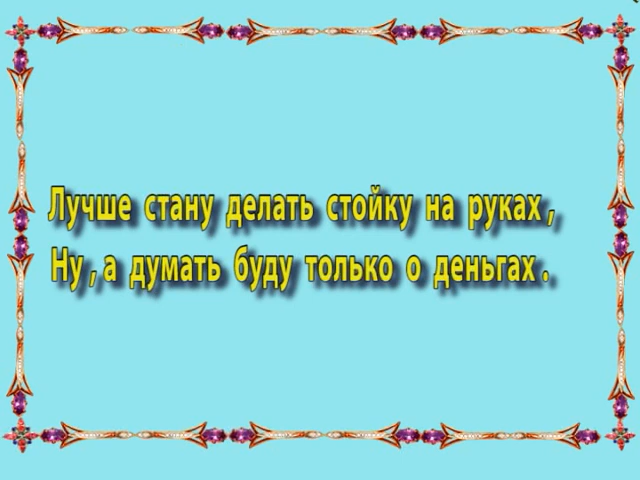 Лучше стану делать стойку на руках ,
Ну , а думать буду только о деньгах .